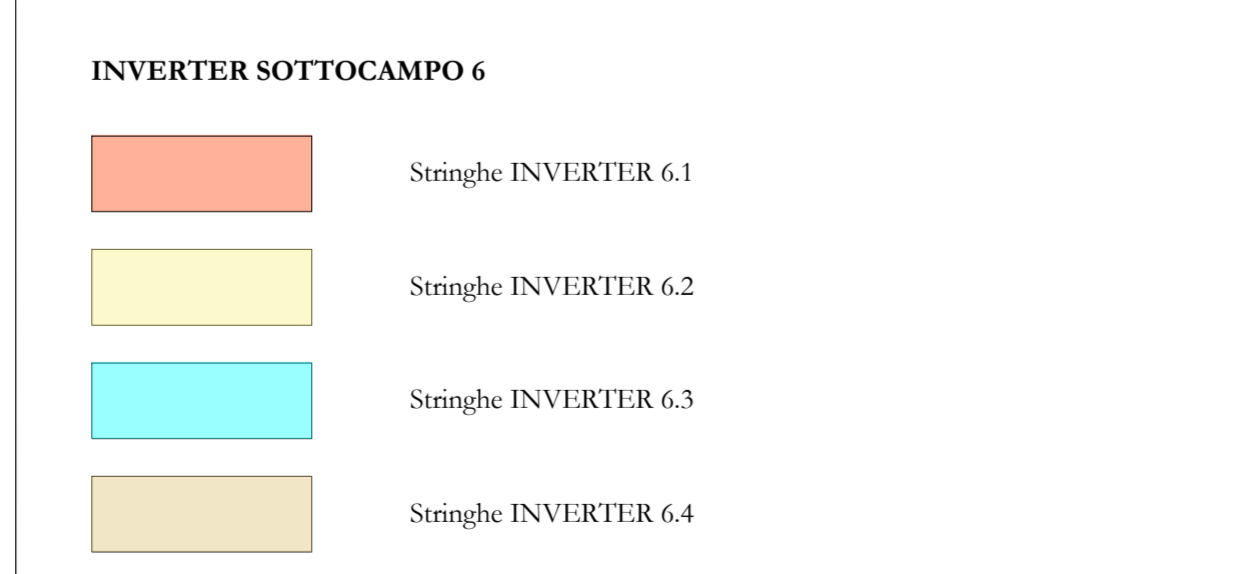 INVERTER SOTTOCAMPO 6
Stringhe INVERTER 6.1
Stringhe INVERTER 6.2
Stringhe INVERTER 6.3
Stringhe INVERTER 6.4